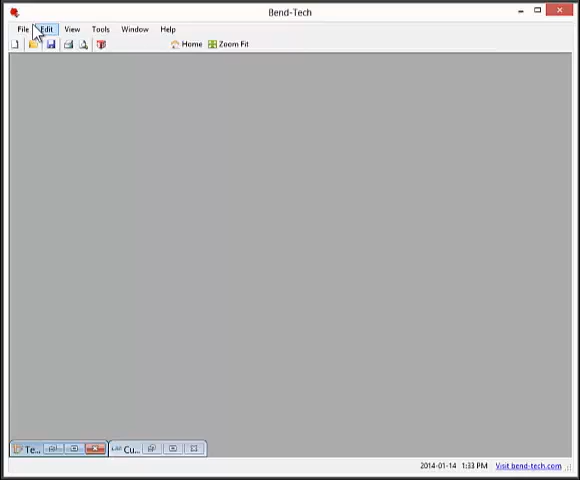 Bend-Tech
File Edit View Tools Window Help
Home Zoom Fit
Te... Cu...
2014-01-14 1:33 PM Visit bend-tech.com